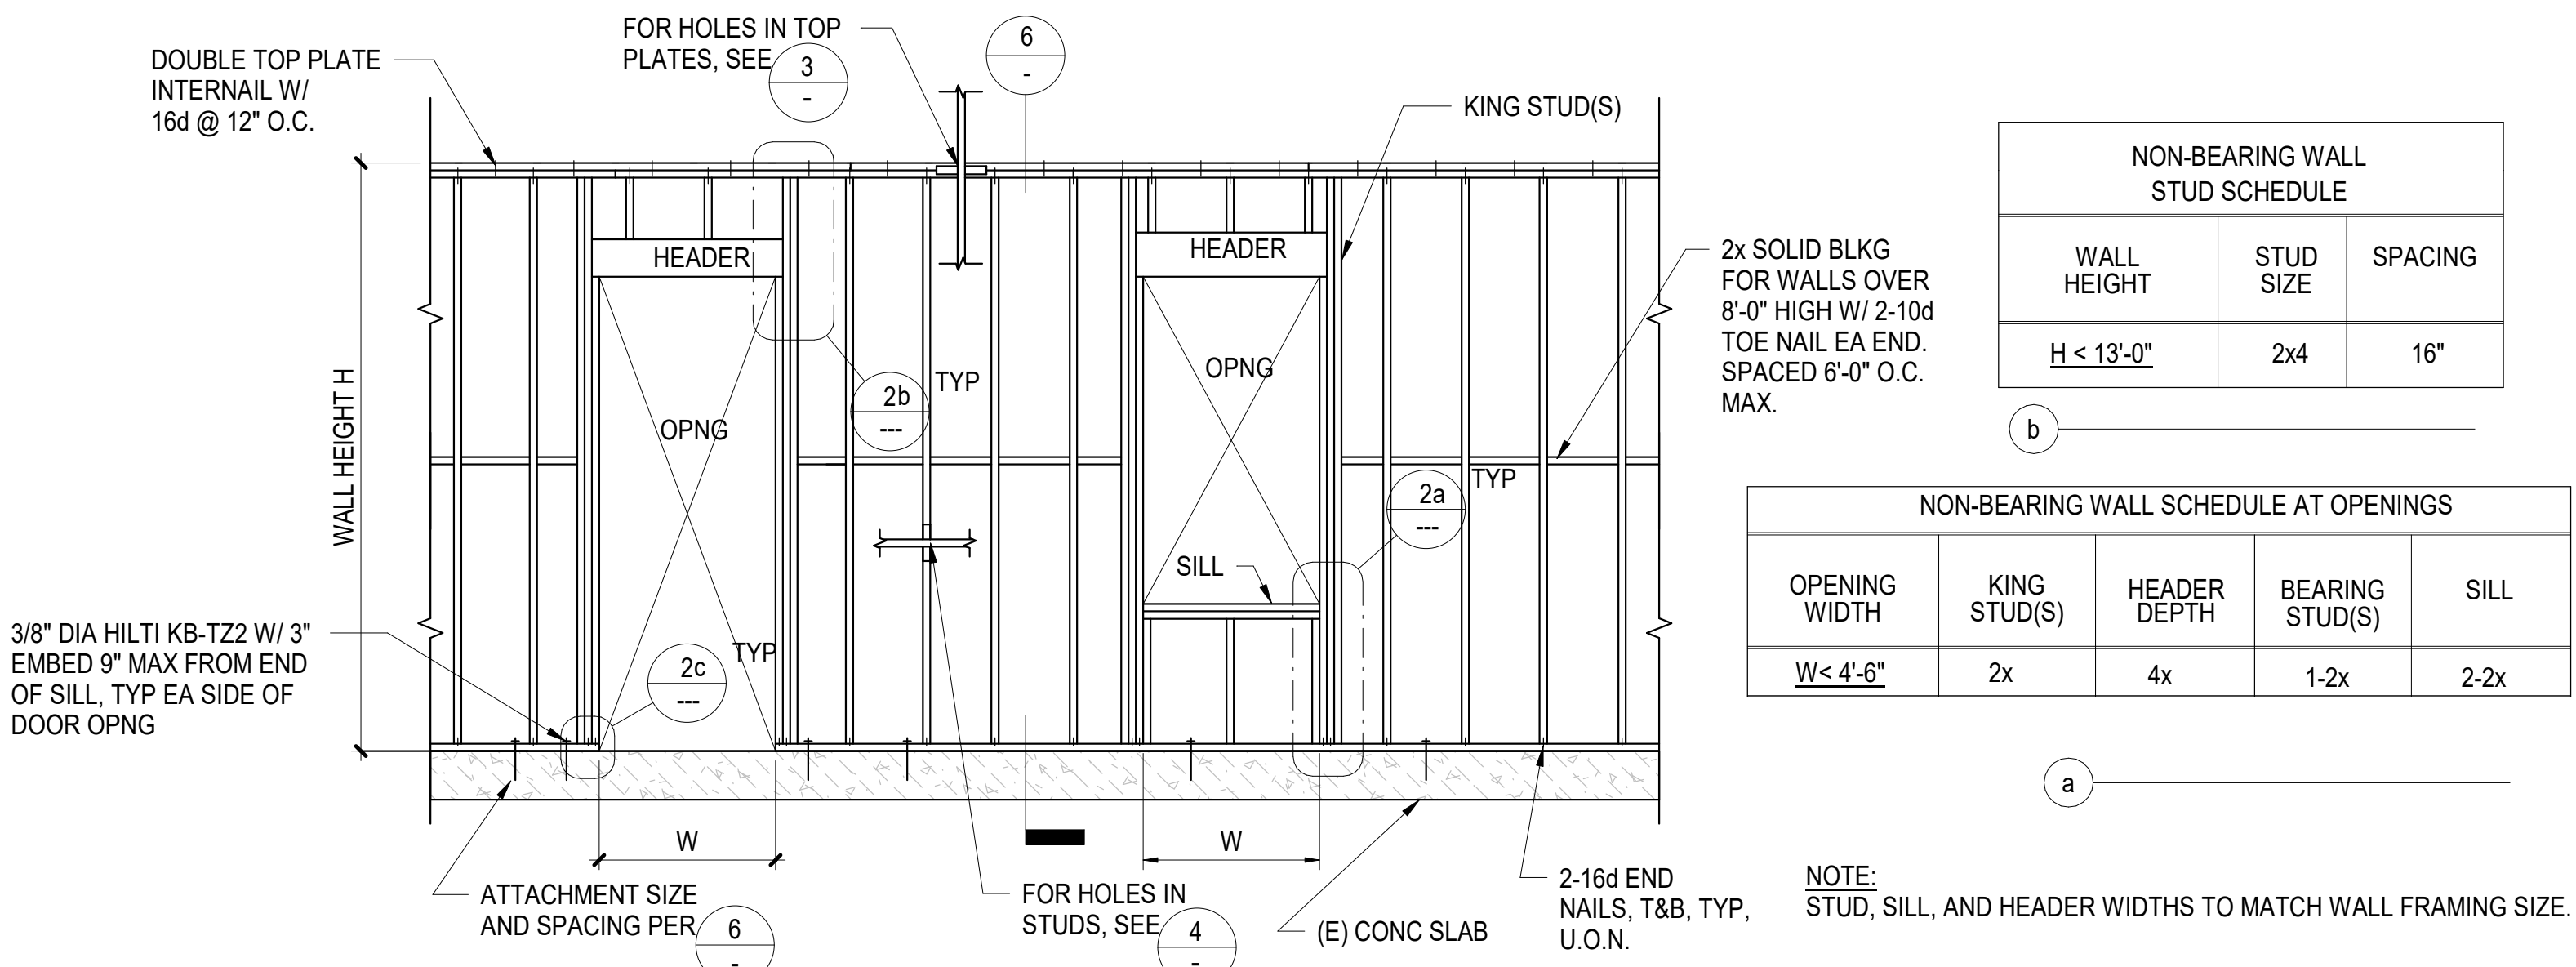 DOUBLE TOP PLATE
INTERNAIL W/
16d @ 12" O.C.
FOR HOLES IN TOP
PLATES, SEE
3
-
6
-
KING STUD(S)
HEADER
HEADER
OPNG
OPNG
2b
---
TYP
2a
---
TYP
SILL
2c
---
TYP
WALL HEIGHT H
2x SOLID BLKG
FOR WALLS OVER
8'-0" HIGH W/ 2-10d
TOE NAIL EA END.
SPACED 6'-0" O.C.
MAX.
3/8" DIA HILTI KB-TZ2 W/ 3"
EMBED 9" MAX FROM END
OF SILL, TYP EA SIDE OF
DOOR OPNG
W
W
ATTACHMENT SIZE
AND SPACING PER
6
-
FOR HOLES IN
STUDS, SEE
4
-
(E) CONC SLAB
2-16d END
NAILS, T&B, TYP,
U.O.N.
NON-BEARING WALL
STUD SCHEDULE
WALL HEIGHT STUD SIZE SPACING
H < 13'-0" 2x4 16"
b
NON-BEARING WALL SCHEDULE AT OPENINGS
OPENING WIDTH KING STUD(S) HEADER DEPTH BEARING STUD(S) SILL
W< 4'-6" 2x 4x 1-2x 2-2x
a
NOTE:
STUD, SILL, AND HEADER WIDTHS TO MATCH WALL FRAMING SIZE.